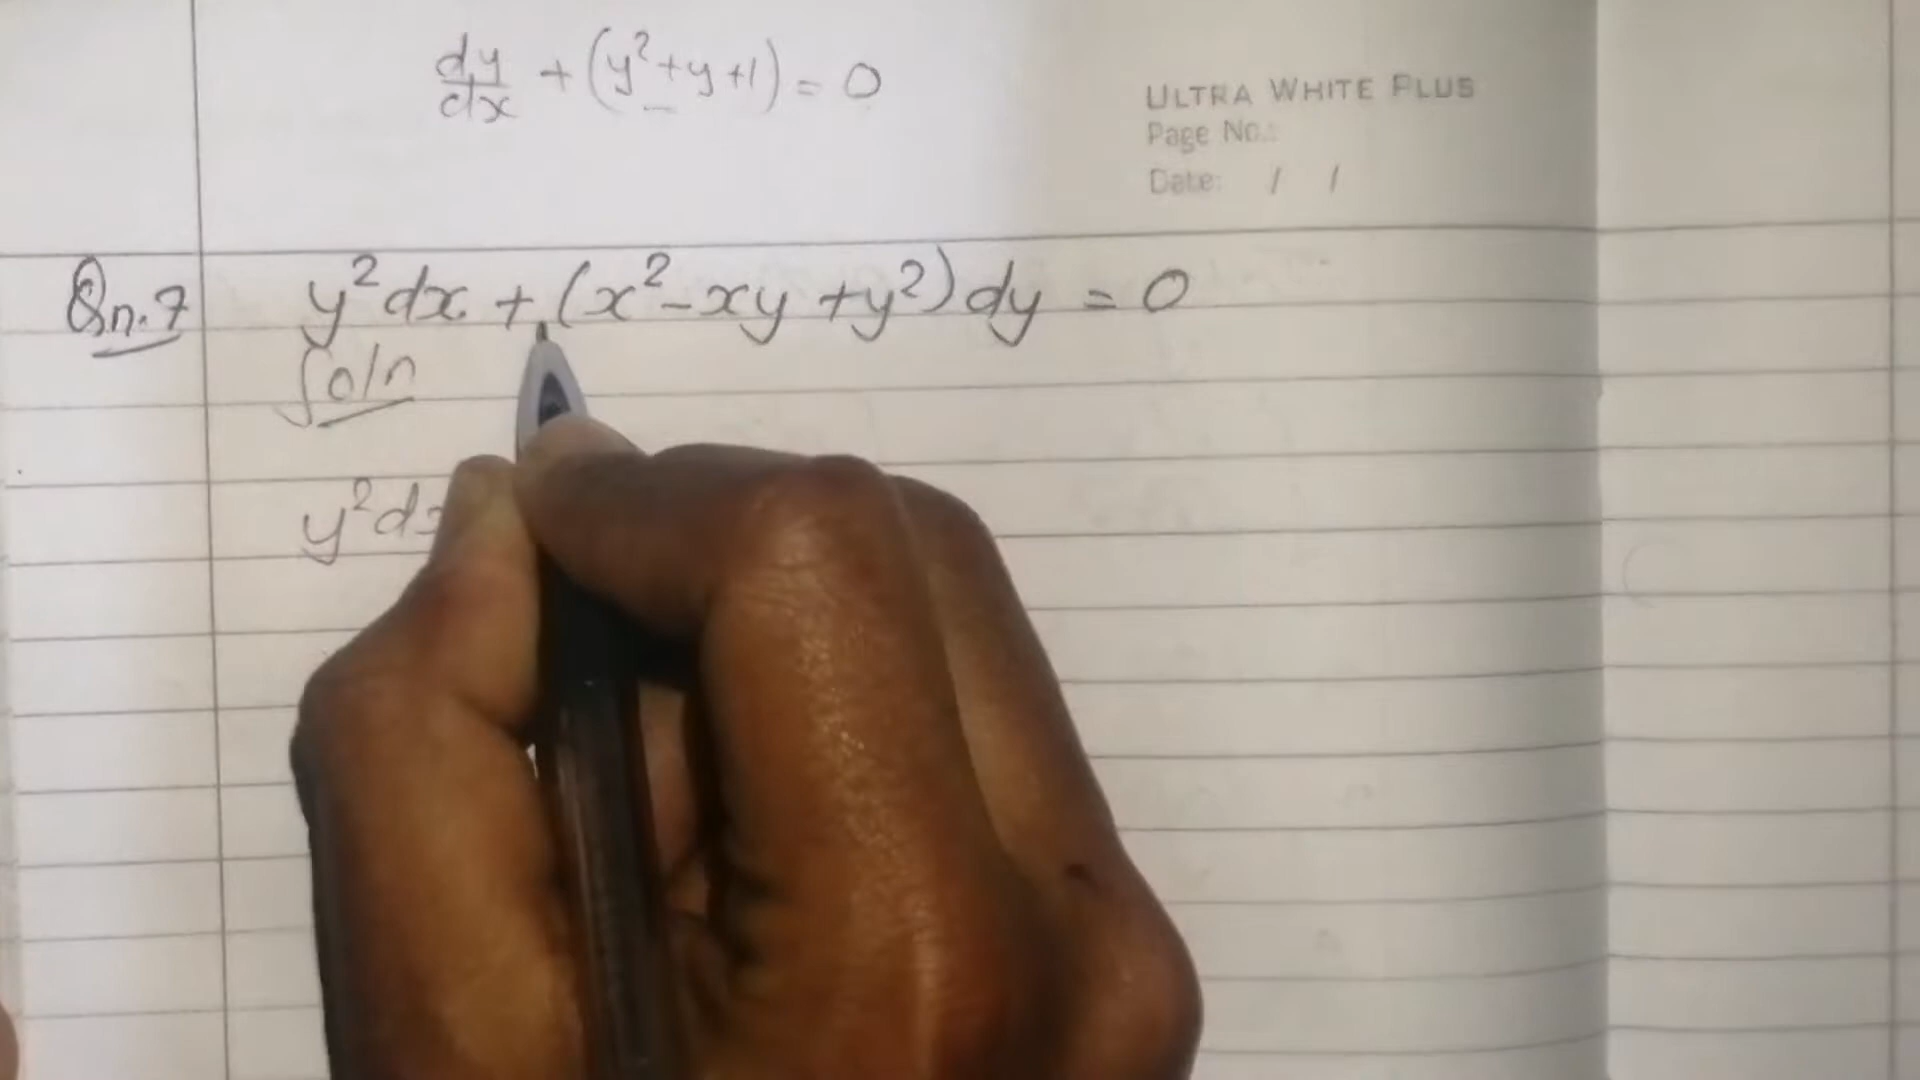 dy/dx + (y²+y+1) = 0
ULTRA WHITE PLUS
Page No.:
Date: / /
Qn.7 y²dx + (x²-xy+y²)dy = 0
Soln
y²dx